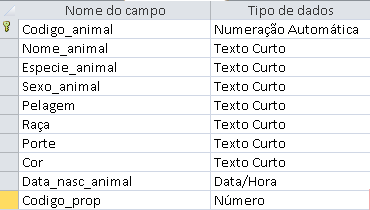 Nome do campo Tipo de dados
Codigo_animal Numeração Automática
Nome_animal Texto Curto
Especie_animal Texto Curto
Sexo_animal Texto Curto
Pelagem Texto Curto
Raça Texto Curto
Porte Texto Curto
Cor Texto Curto
Data_nasc_animal Data/Hora
Codigo_prop Número